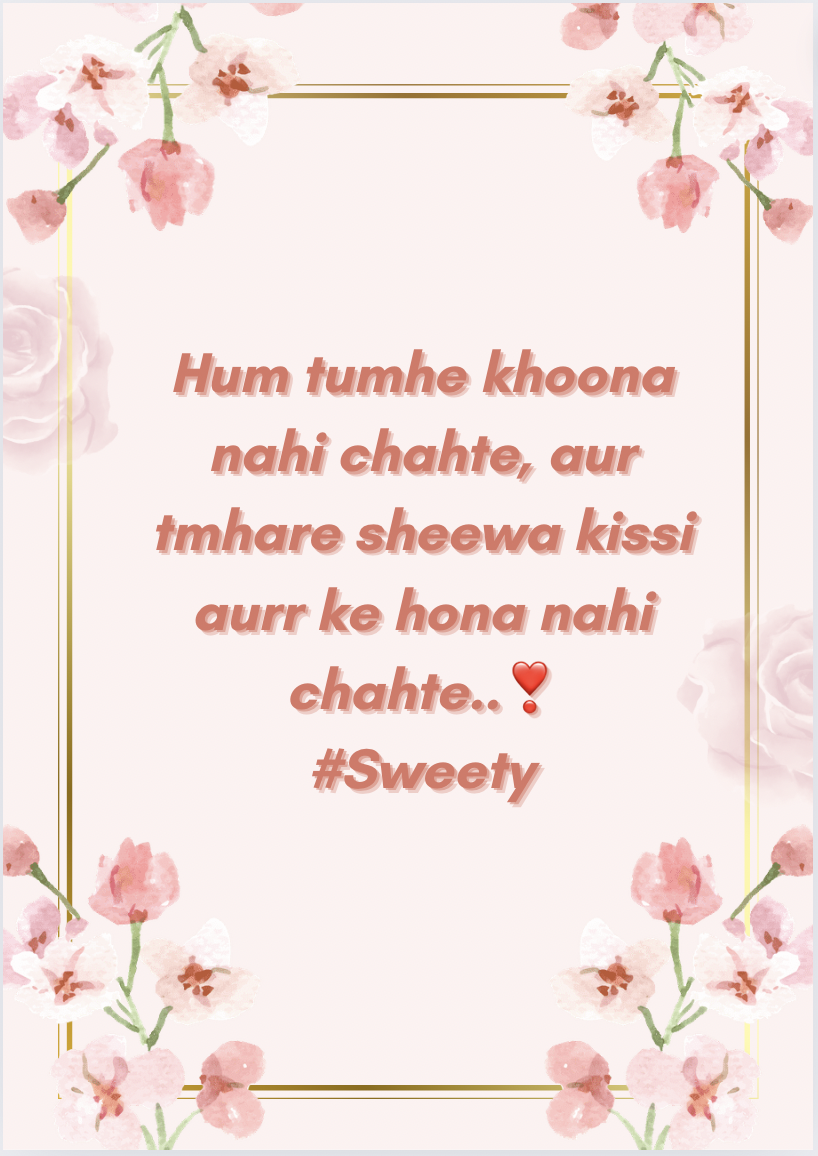 Hum tumhe khoona
nahi chahte, aur
tmhare sheewa kissi
aurr ke hona nahi
chahte..❣️
#Sweety